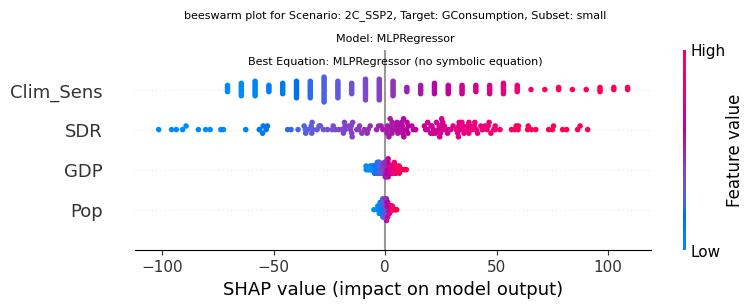 beeswarm plot for Scenario: 2C_SSP2, Target: GConsumption, Subset: small
Model: MLPRegressor
Best Equation: MLPRegressor (no symbolic equation)
Clim_Sens
SDR
GDP
Pop
−100
−50
0
50
100
SHAP value (impact on model output)
High
Feature value
Low